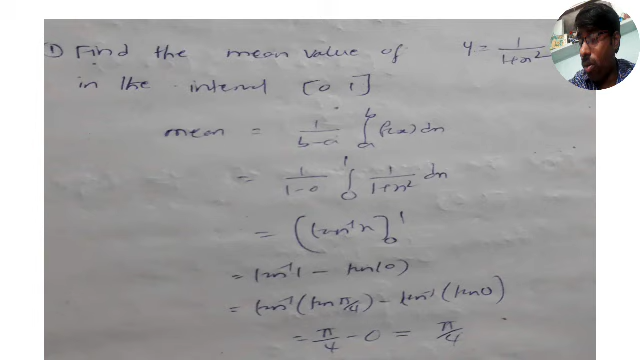 1) Find the mean value of y = 1/(1+x²)
in the interval [0 1]
mean = 1/(b-a) ∫_a^b f(x) dx
= 1/(1-0) ∫_0^1 1/(1+x²) dx
= [tan⁻¹x]_0^1
= tan⁻¹1 - tan(0)
= tan⁻¹(tan π/4) - tan⁻¹(tan 0)
= π/4 - 0 = π/4